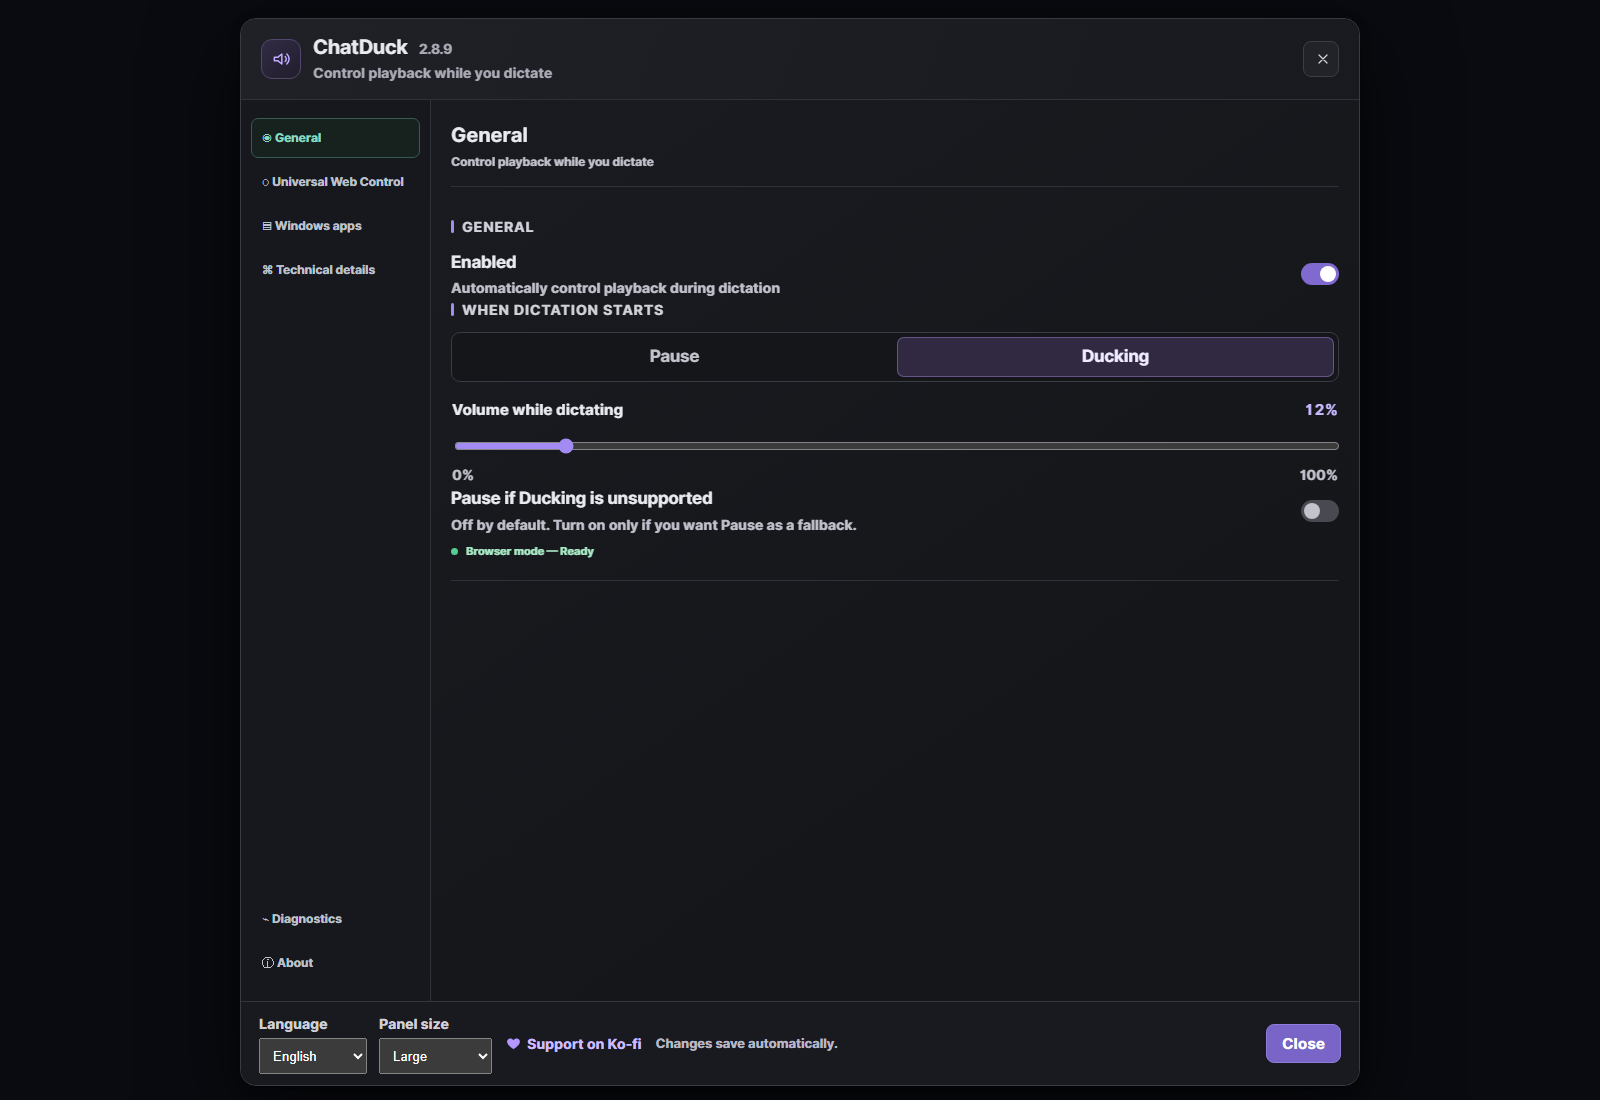 ChatDuck 2.8.9
Control playback while you dictate
General
Universal Web Control
Windows apps
Technical details
Diagnostics
About
General
Control playback while you dictate
GENERAL
Enabled
Automatically control playback during dictation
WHEN DICTATION STARTS
Pause
Ducking
Volume while dictating
12%
0%
100%
Pause if Ducking is unsupported
Off by default. Turn on only if you want Pause as a fallback.
Browser mode — Ready
Language
English
Panel size
Large
Support on Ko-fi
Changes save automatically.
Close